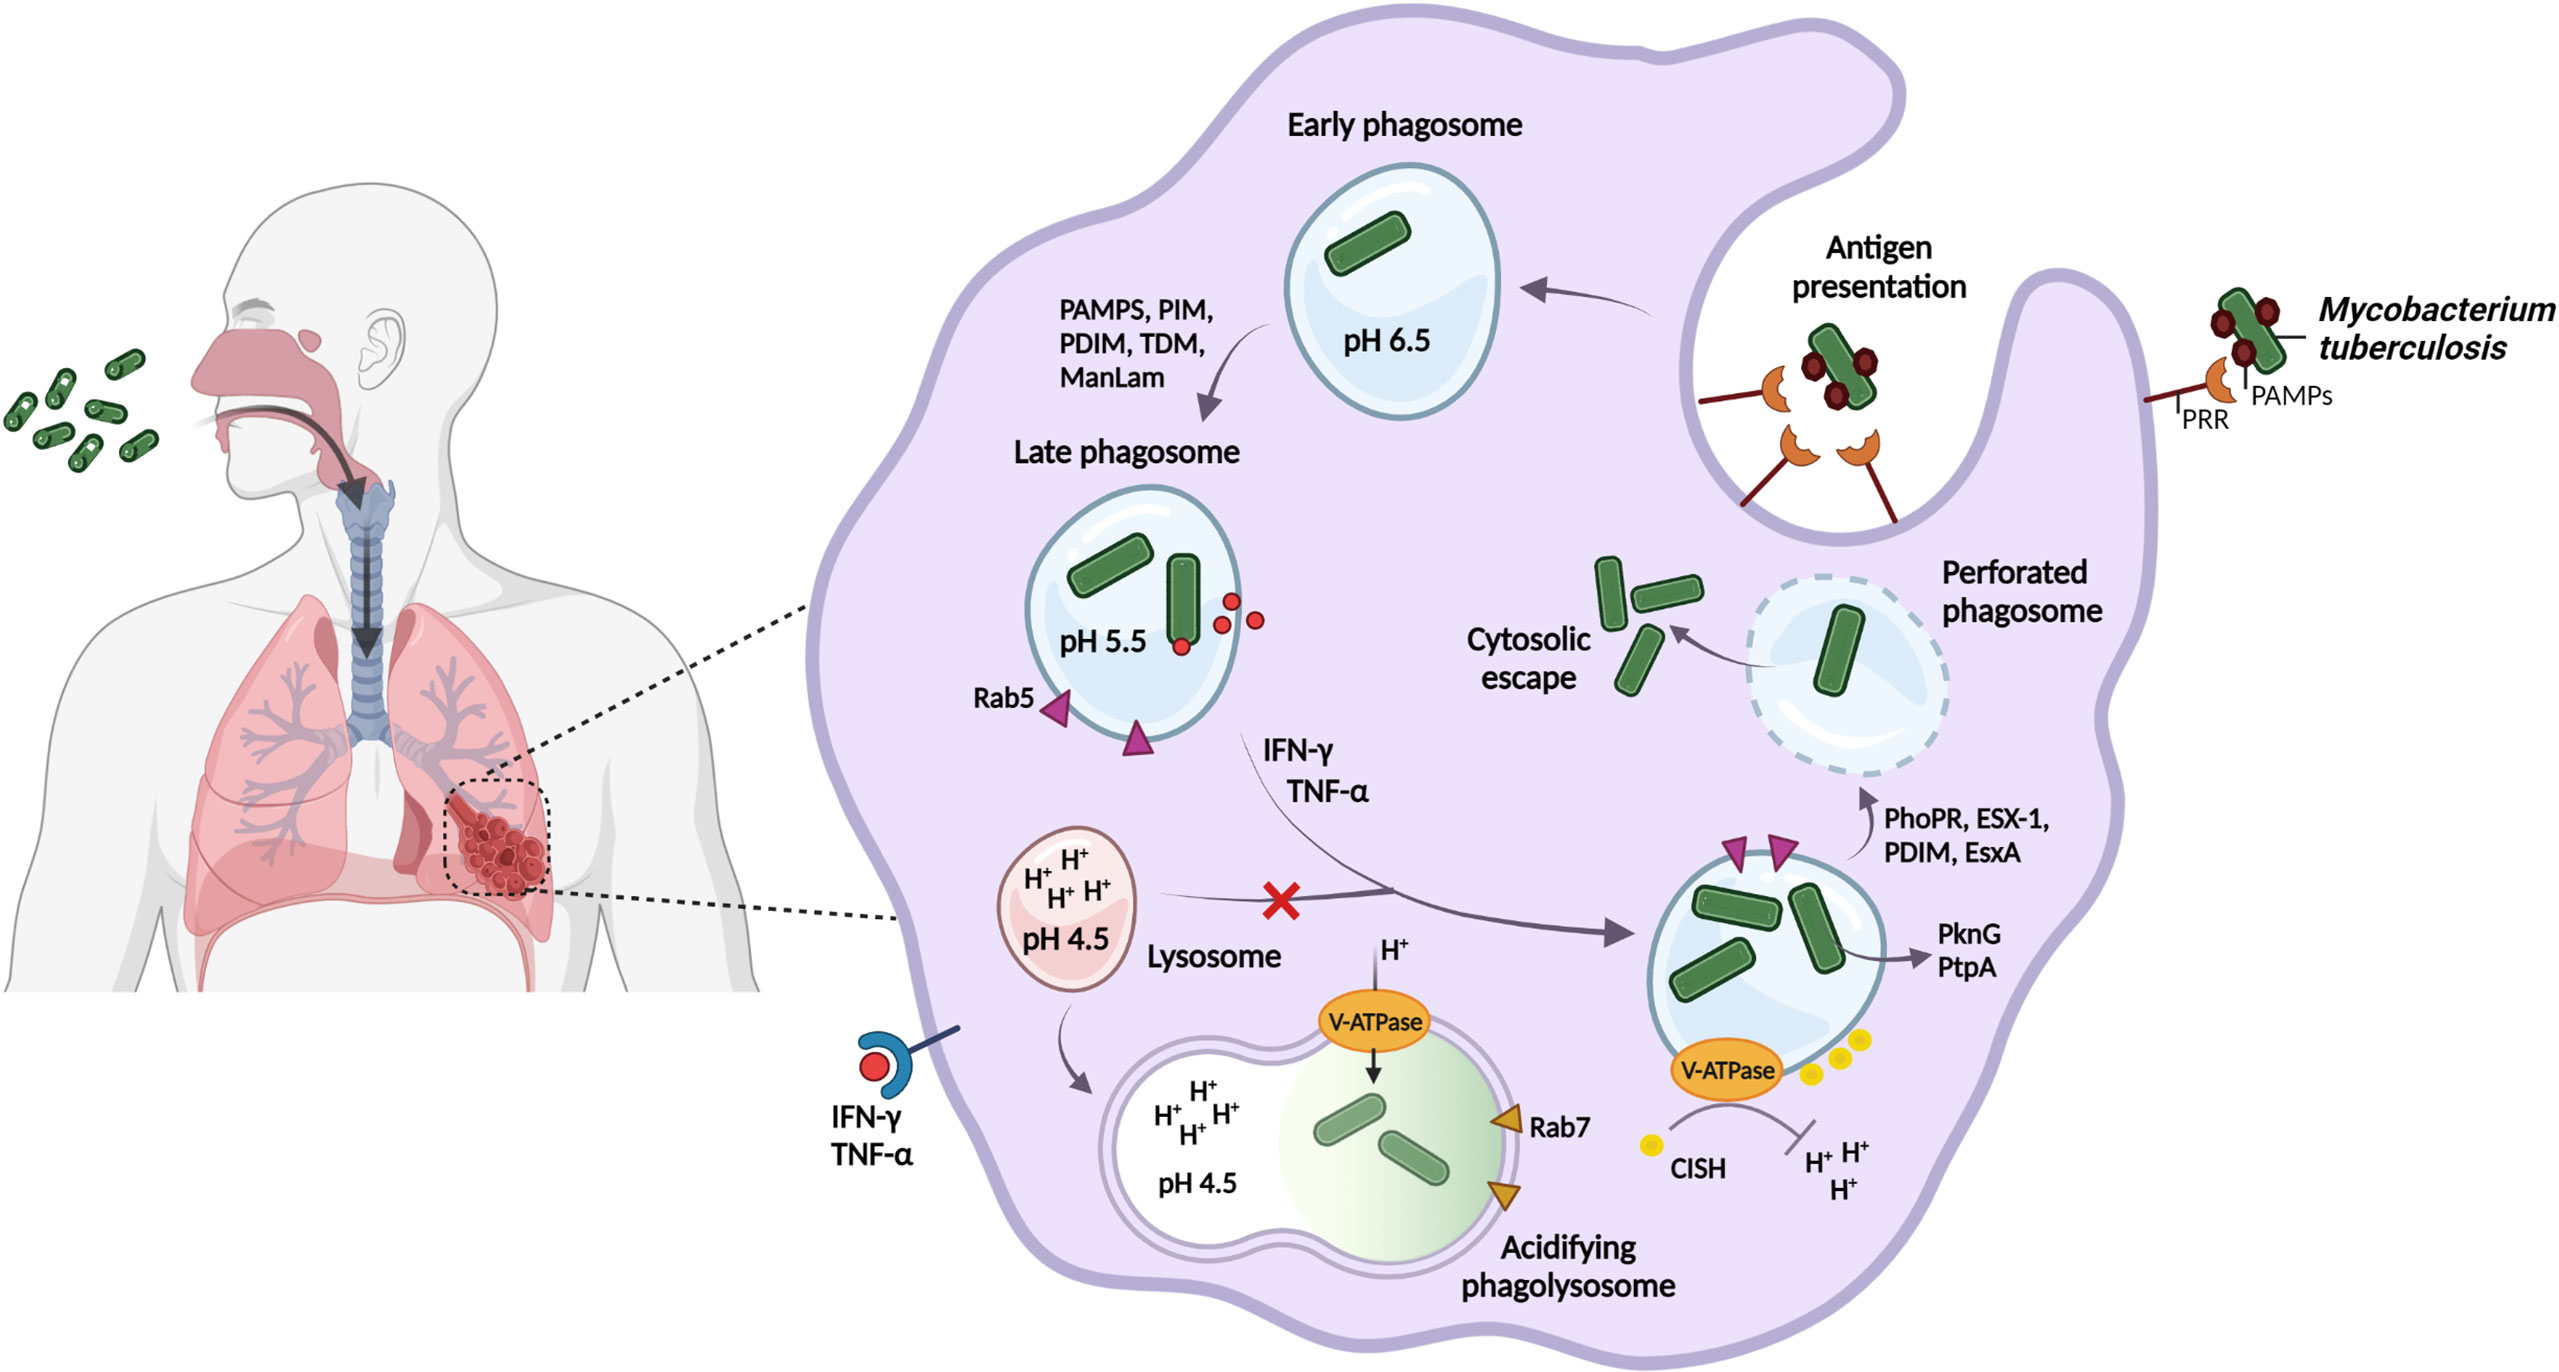 Early phagosome
pH 6.5
Antigen
presentation
Mycobacterium
tuberculosis
PAMPs
PRR
PAMPS, PIM,
PDIM, TDM,
ManLam
Late phagosome
pH 5.5
Rab5
Cytosolic
escape
Perforated
phagosome
IFN-γ
TNF-α
PhoPR, ESX-1,
PDIM, EsxA
H⁺
H⁺
H⁺ H⁺
pH 4.5
Lysosome
H⁺
V-ATPase
PknG
PtpA
V-ATPase
IFN-γ
TNF-α
H⁺
H⁺ H⁺
H⁺
pH 4.5
Rab7
CISH
H⁺ H⁺
H⁺
Acidifying
phagolysosome